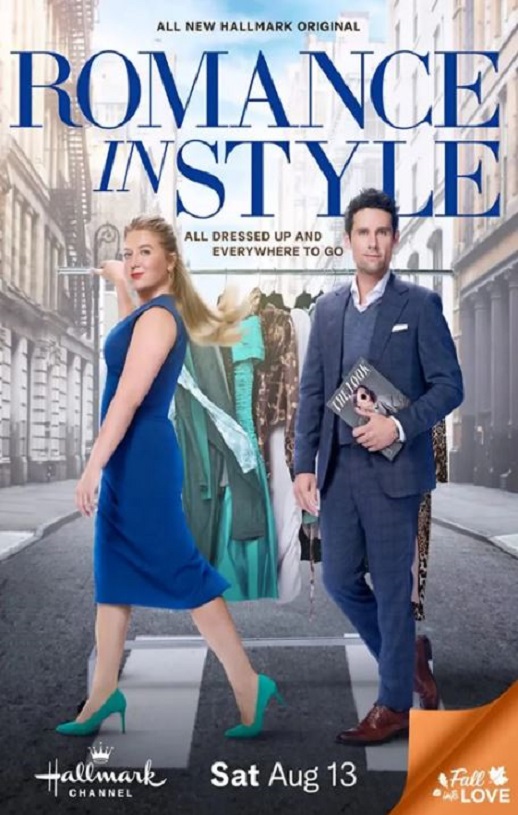 ALL NEW HALLMARK ORIGINAL
ROMANCE
IN STYLE
ALL DRESSED UP AND
EVERYWHERE TO GO
THE LOOK
Hallmark
CHANNEL
Sat Aug 13
Fall
into LOVE